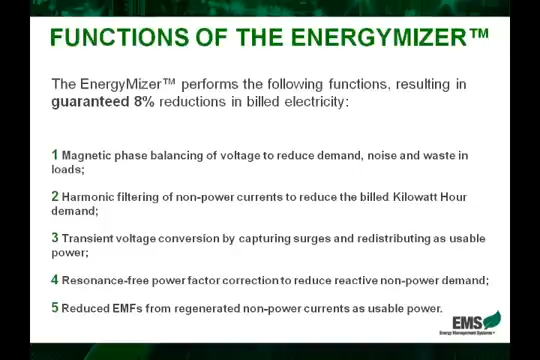 FUNCTIONS OF THE ENERGYMIZER™
The EnergyMizer™ performs the following functions, resulting in
guaranteed 8% reductions in billed electricity:
1 Magnetic phase balancing of voltage to reduce demand, noise and waste in
loads;
2 Harmonic filtering of non-power currents to reduce the billed Kilowatt Hour
demand;
3 Transient voltage conversion by capturing surges and redistributing as usable
power;
4 Resonance-free power factor correction to reduce reactive non-power demand;
5 Reduced EMFs from regenerated non-power currents as usable power.
EMS
Energy Management Systems™